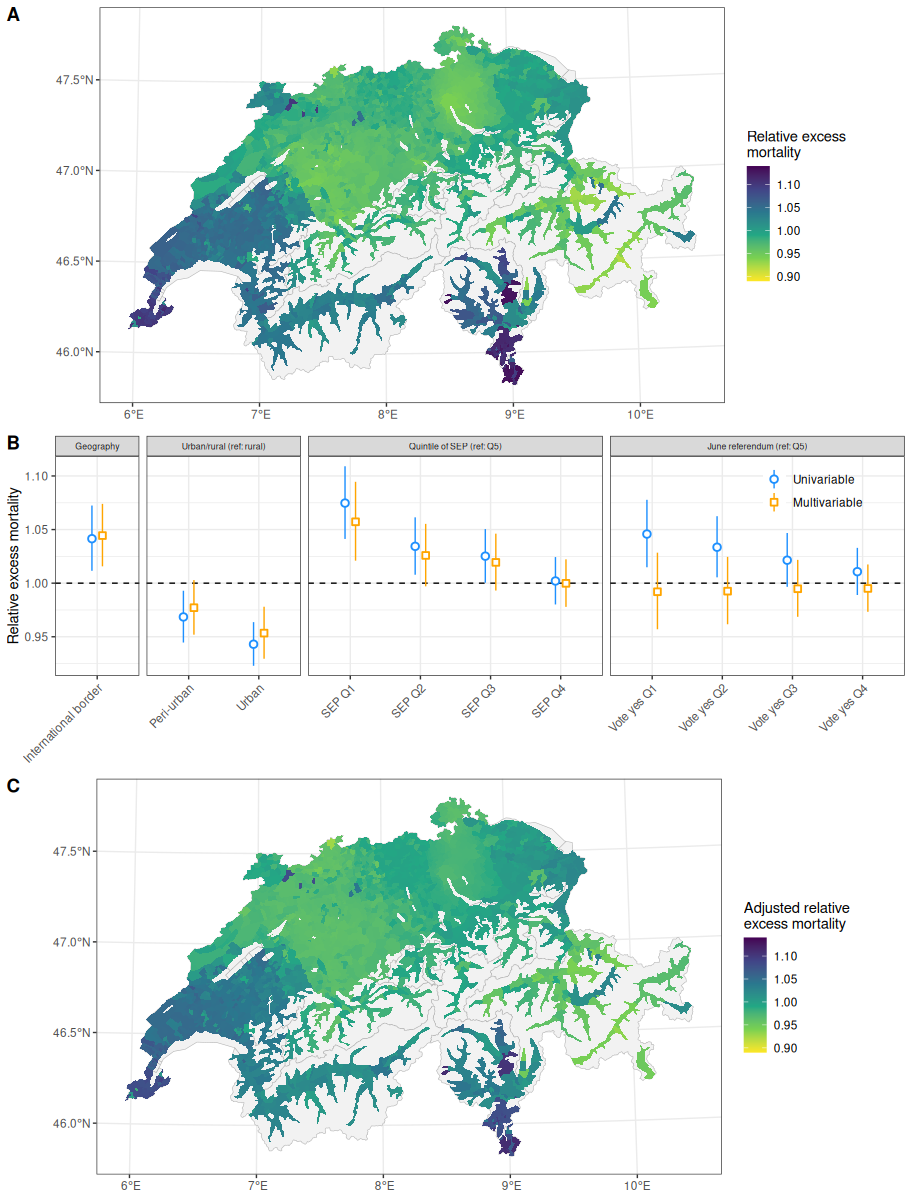 A
47.5°N
47.0°N
46.5°N
46.0°N
6°E
7°E
8°E
9°E
10°E
Relative excess
mortality
1.10
1.05
1.00
0.95
0.90
B
Geography
Urban/rural (ref: rural)
Quintile of SEP (ref: Q5)
June referendum (ref: Q5)
Relative excess mortality
1.10
1.05
1.00
0.95
Univariable
Multivariable
International border
Peri-urban
Urban
SEP Q1
SEP Q2
SEP Q3
SEP Q4
Vote yes Q1
Vote yes Q2
Vote yes Q3
Vote yes Q4
C
47.5°N
47.0°N
46.5°N
46.0°N
6°E
7°E
8°E
9°E
10°E
Adjusted relative
excess mortality
1.10
1.05
1.00
0.95
0.90